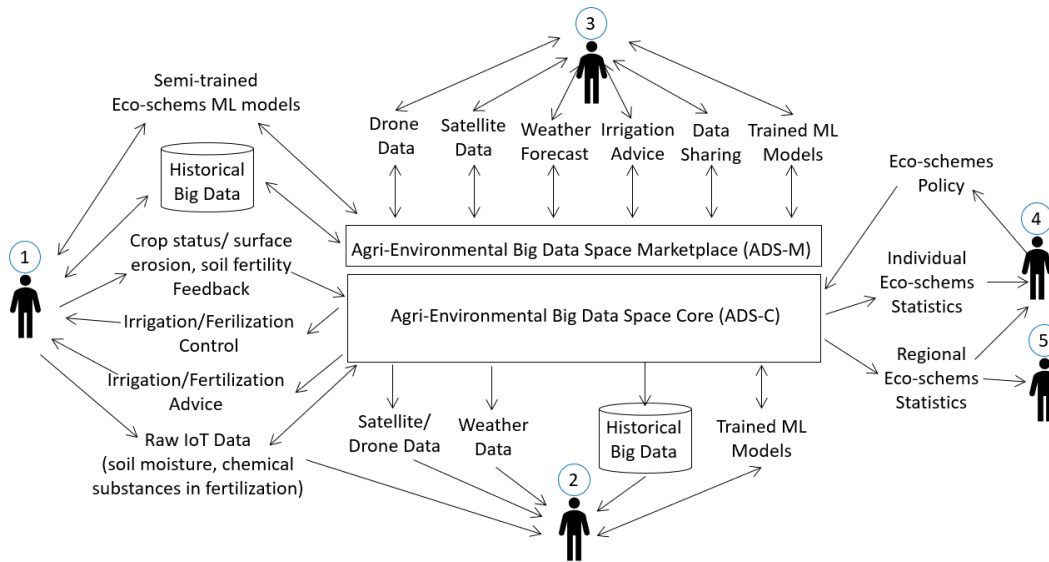 3
Semi-trained
Eco-schems ML models
Drone
Data
Satellite
Data
Weather
Forecast
Irrigation
Advice
Data
Sharing
Trained ML
Models
Historical
Big Data
Eco-schemes
Policy
1
Crop status/ surface
erosion, soil fertility
Feedback
Agri-Environmental Big Data Space Marketplace (ADS-M)
4
Individual
Eco-schems
Statistics
Irrigation/Ferilization
Control
Agri-Environmental Big Data Space Core (ADS-C)
5
Regional
Eco-schems
Statistics
Irrigation/Fertilization
Advice
Raw IoT Data
(soil moisture, chemical
substances in fertilization)
Satellite/
Drone Data
Weather
Data
Historical
Big Data
Trained ML
Models
2